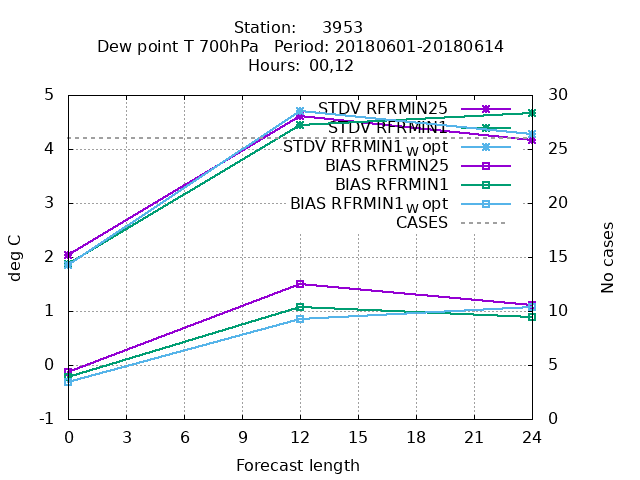 Station: 3953
Dew point T 700hPa Period: 20180601-20180614
Hours: 00,12
5
4
3
2
1
0
-1
deg C
STDV RFRMIN25
STDV RFRMIN1
STDV RFRMIN1W opt
BIAS RFRMIN25
BIAS RFRMIN1
BIAS RFRMIN1W opt
CASES
30
25
20
15
10
5
0
No cases
0 3 6 9 12 15 18 21 24
Forecast length